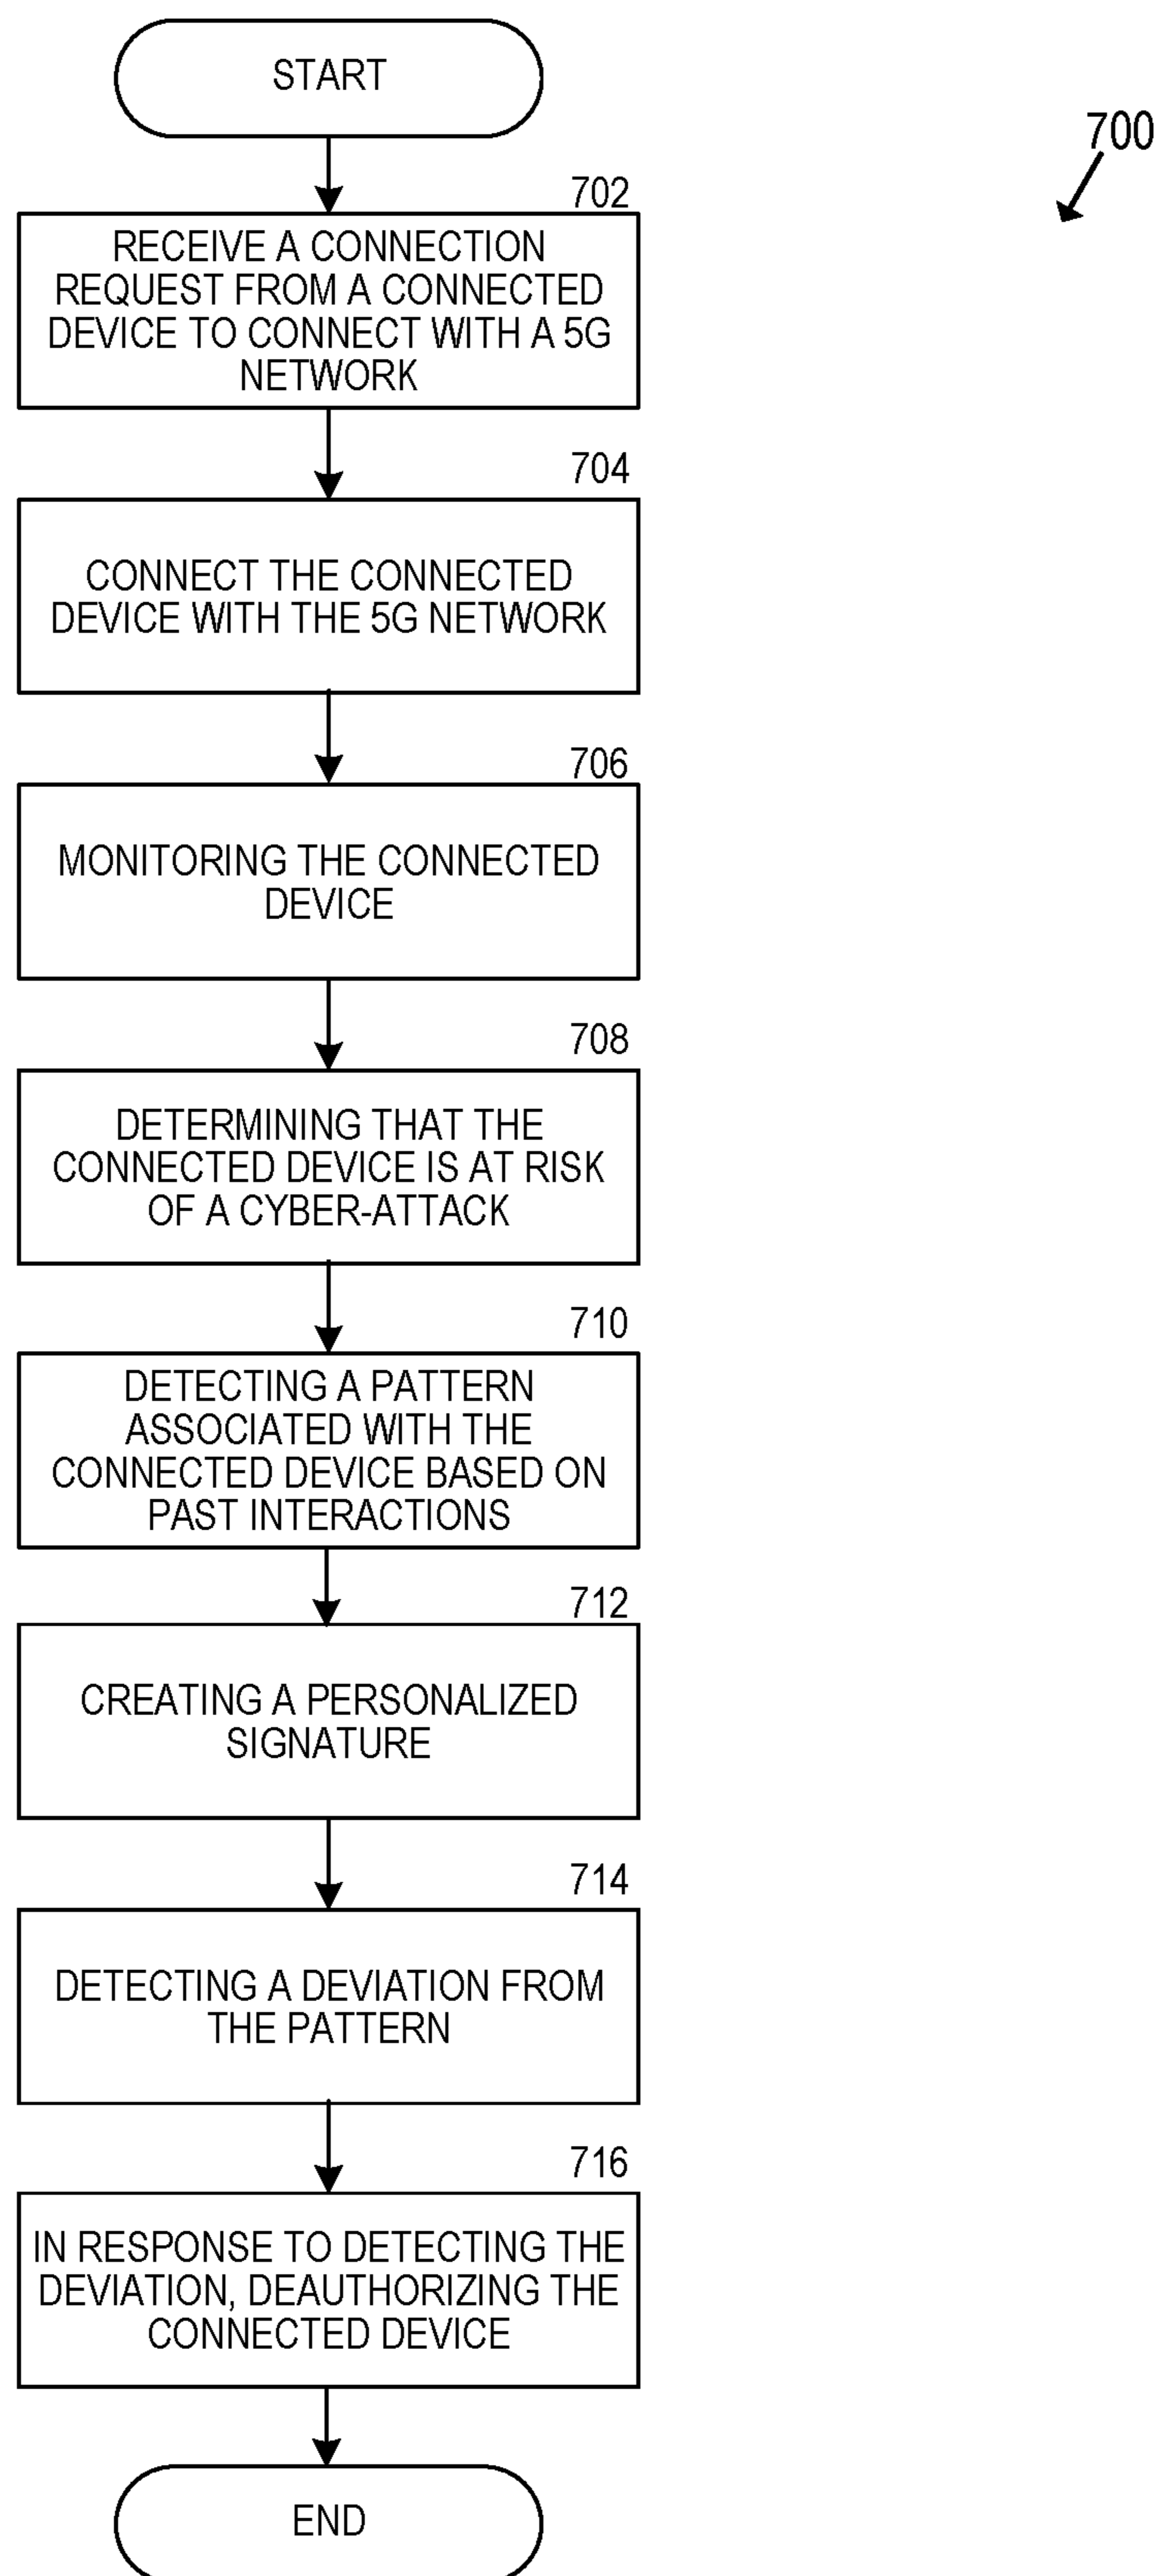 START
700
702
RECEIVE A CONNECTION
REQUEST FROM A CONNECTED
DEVICE TO CONNECT WITH A 5G
NETWORK
704
CONNECT THE CONNECTED
DEVICE WITH THE 5G NETWORK
706
MONITORING THE CONNECTED
DEVICE
708
DETERMINING THAT THE
CONNECTED DEVICE IS AT RISK
OF A CYBER-ATTACK
710
DETECTING A PATTERN
ASSOCIATED WITH THE
CONNECTED DEVICE BASED ON
PAST INTERACTIONS
712
CREATING A PERSONALIZED
SIGNATURE
714
DETECTING A DEVIATION FROM
THE PATTERN
716
IN RESPONSE TO DETECTING THE
DEVIATION, DEAUTHORIZING THE
CONNECTED DEVICE
END